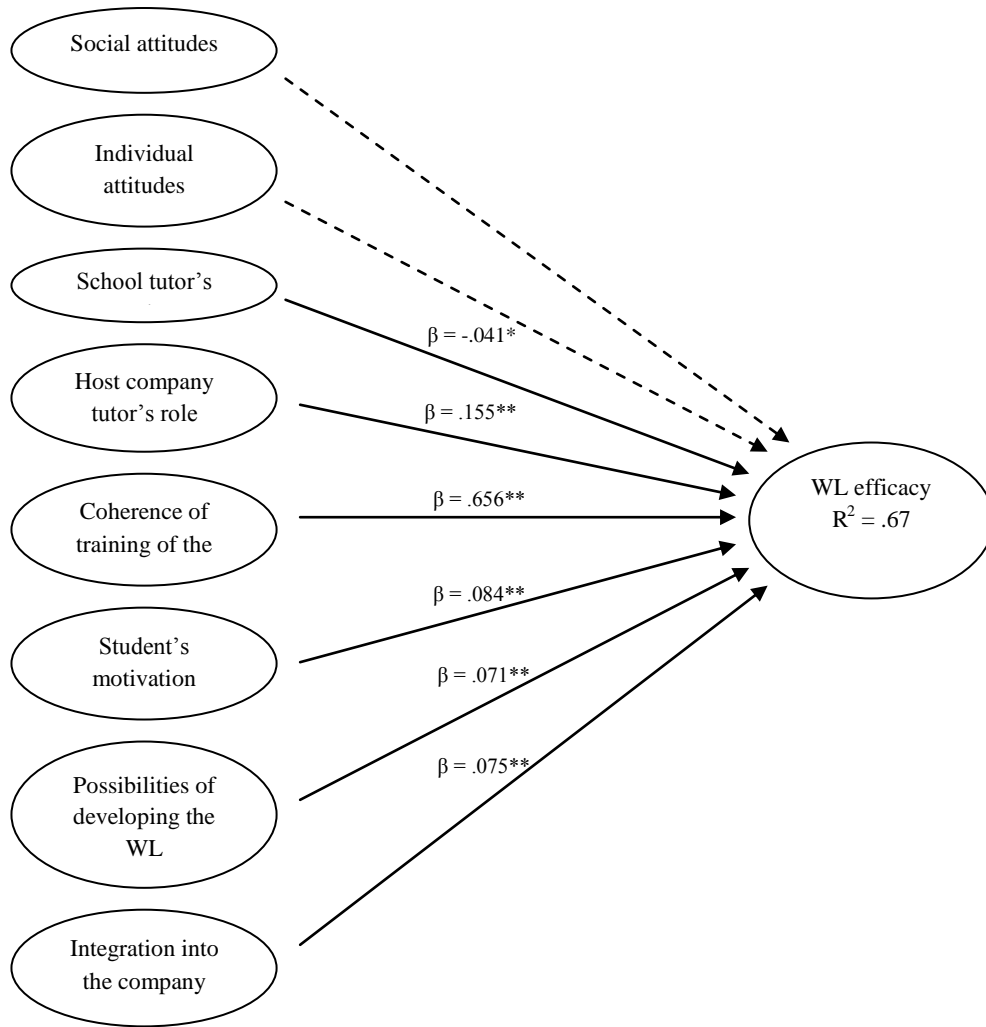 Social attitudes
Individual
attitudes
School tutor's
Host company
tutor's role
Coherence of
training of the
Student's
motivation
Possibilities of
developing the
WL
Integration into
the company
β = -.041*
β = .155**
β = .656**
β = .084**
β = .071**
β = .075**
WL efficacy
R² = .67